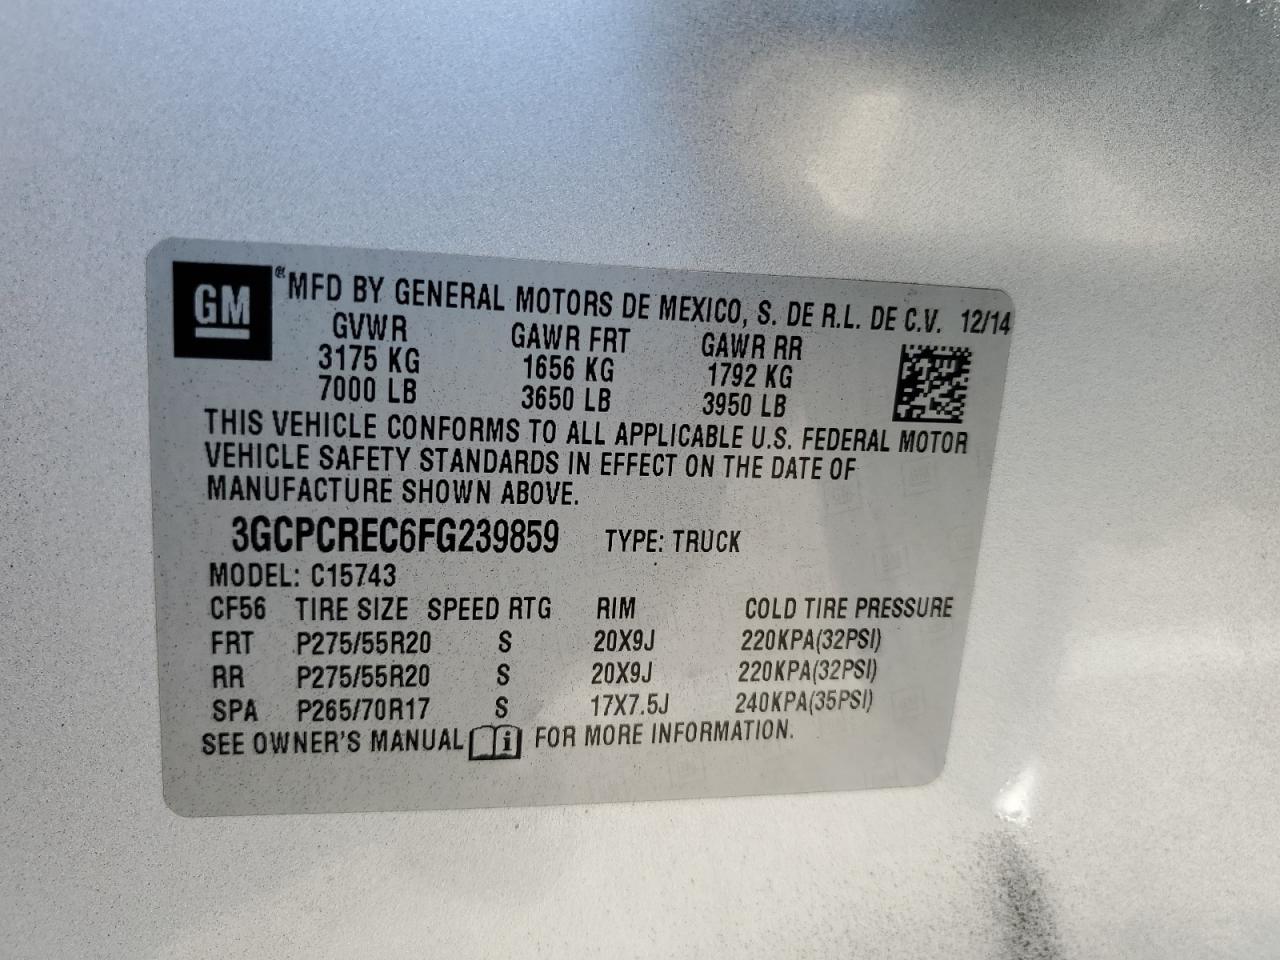 GM ® MFD BY GENERAL MOTORS DE MEXICO, S. DE R.L. DE C.V. 12/14
GVWR GAWR FRT GAWR RR
3175 KG 1656 KG 1792 KG
7000 LB 3650 LB 3950 LB
THIS VEHICLE CONFORMS TO ALL APPLICABLE U.S. FEDERAL MOTOR
VEHICLE SAFETY STANDARDS IN EFFECT ON THE DATE OF
MANUFACTURE SHOWN ABOVE.
3GCPCREC6FG239859 TYPE: TRUCK
MODEL: C15743
CF56 TIRE SIZE SPEED RTG RIM COLD TIRE PRESSURE
FRT P275/55R20 S 20X9J 220KPA(32PSI)
RR P275/55R20 S 20X9J 220KPA(32PSI)
SPA P265/70R17 S 17X7.5J 240KPA(35PSI)
SEE OWNER'S MANUAL i FOR MORE INFORMATION.